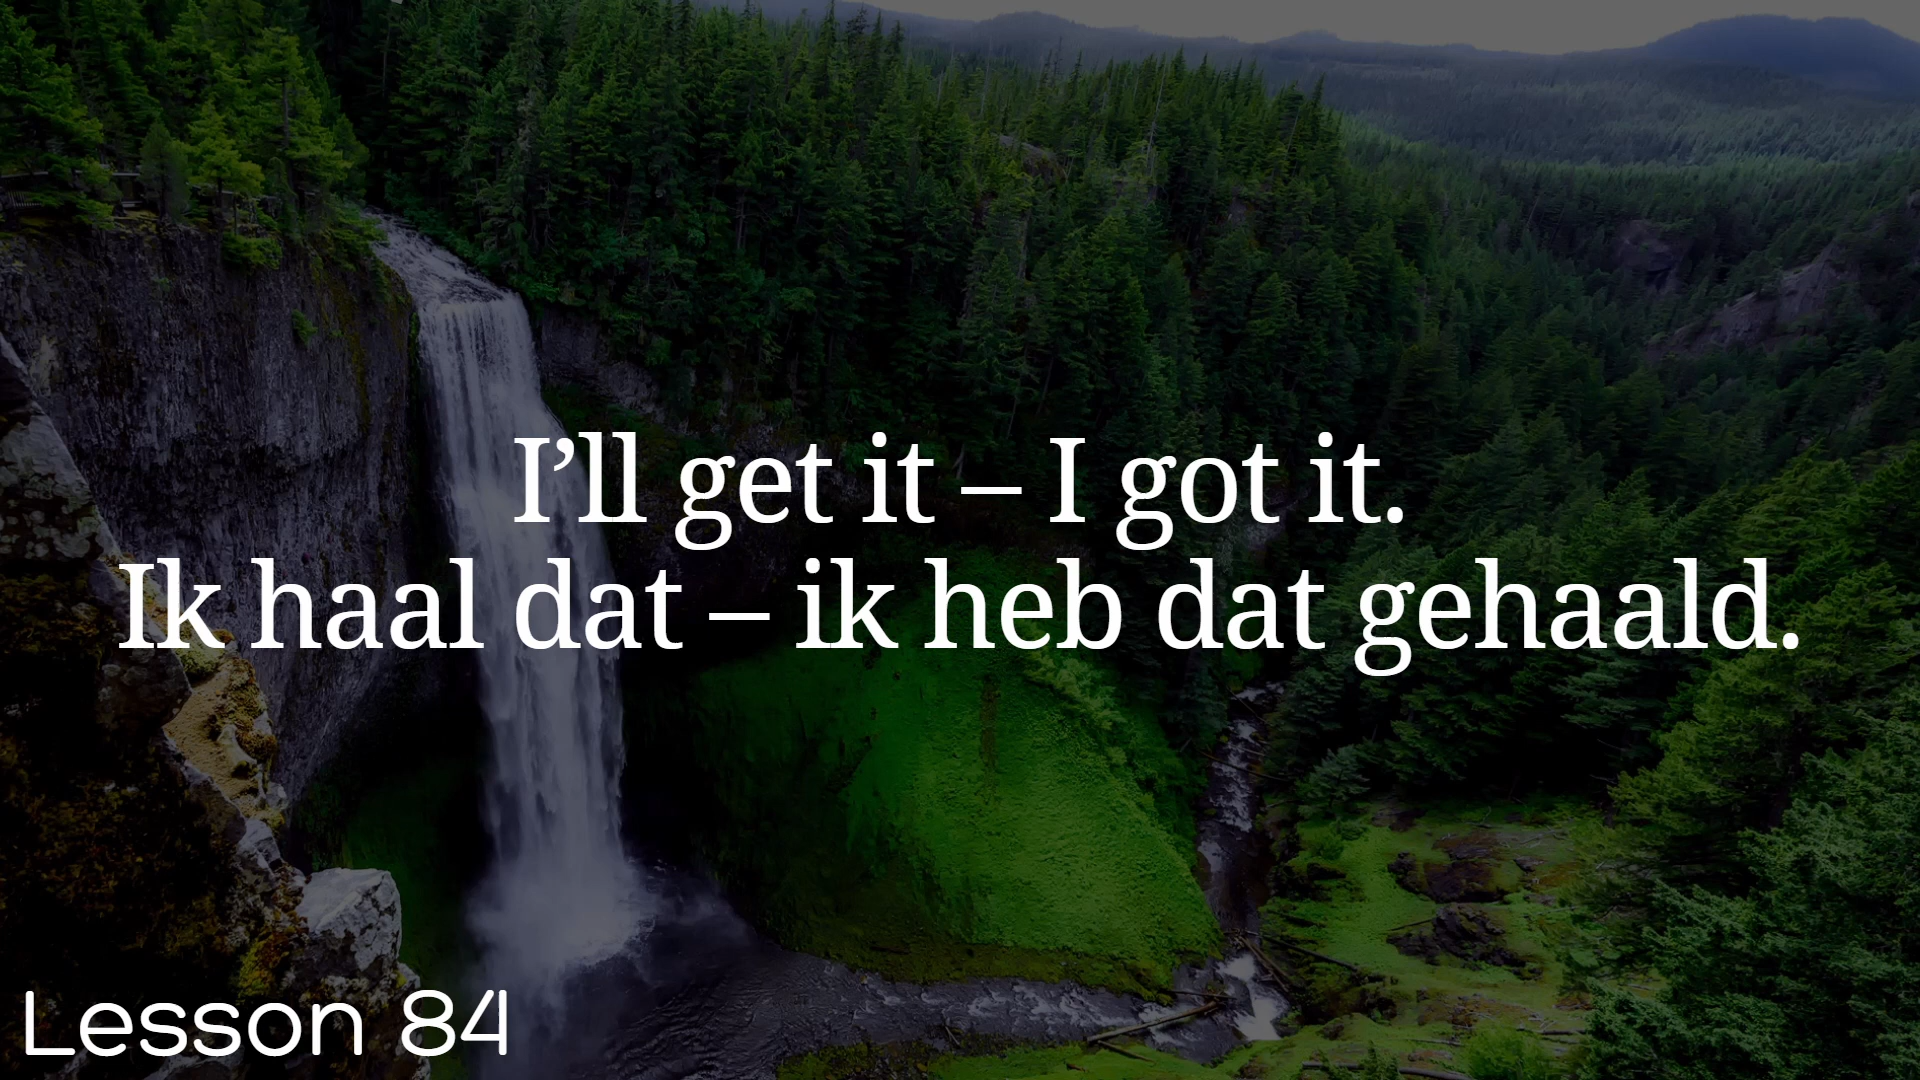 I’ll get it – I got it.
Ik haal dat – ik heb dat gehaald.
Lesson 84